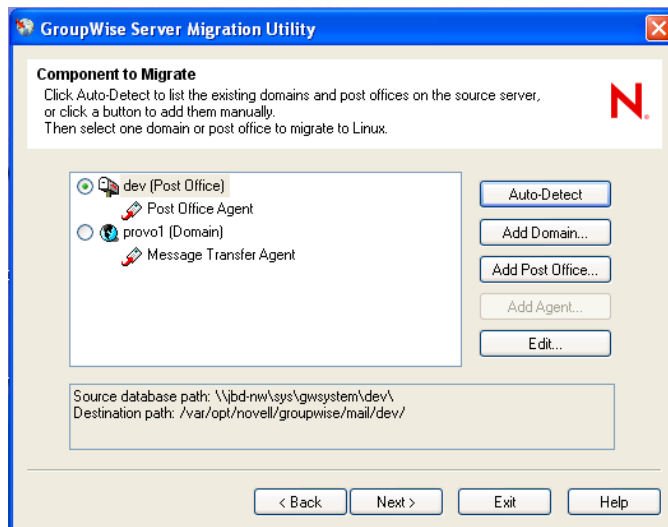 GroupWise Server Migration Utility
Component to Migrate
Click Auto-Detect to list the existing domains and post offices on the source server,
or click a button to add them manually.
Then select one domain or post office to migrate to Linux.
N.
dev (Post Office)
Post Office Agent
provo1 (Domain)
Message Transfer Agent
Auto-Detect
Add Domain...
Add Post Office...
Add Agent...
Edit...
Source database path: \\jbd-nw\sys\gwsystem\dev\
Destination path: /var/opt/novell/groupwise/mail/dev/
< Back
Next >
Exit
Help